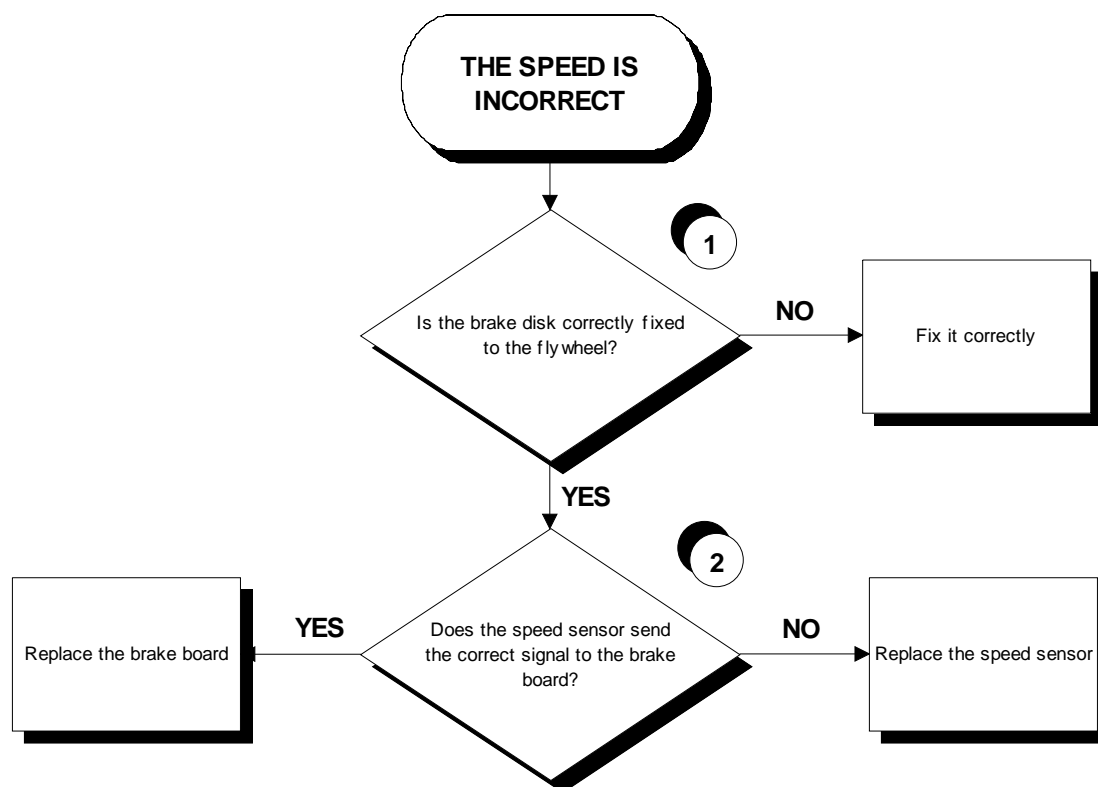 THE SPEED IS
INCORRECT
1
Is the brake disk correctly fixed
to the flywheel?
NO
Fix it correctly
YES
2
Replace the brake board
YES
Does the speed sensor send
the correct signal to the brake
board?
NO
Replace the speed sensor